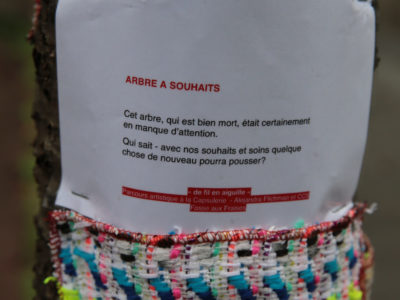 ARBRE A SOUHAITS
Cet arbre, qui est bien mort, était certainement
en manque d'attention.
Qui sait - avec nos souhaits et soins quelque
chose de nouveau pourra pousser?
« de fil en aiguille »
Parcours artistique à la Capsulerie - Alejandra Flichman et CCS
Fosse aux Fraises